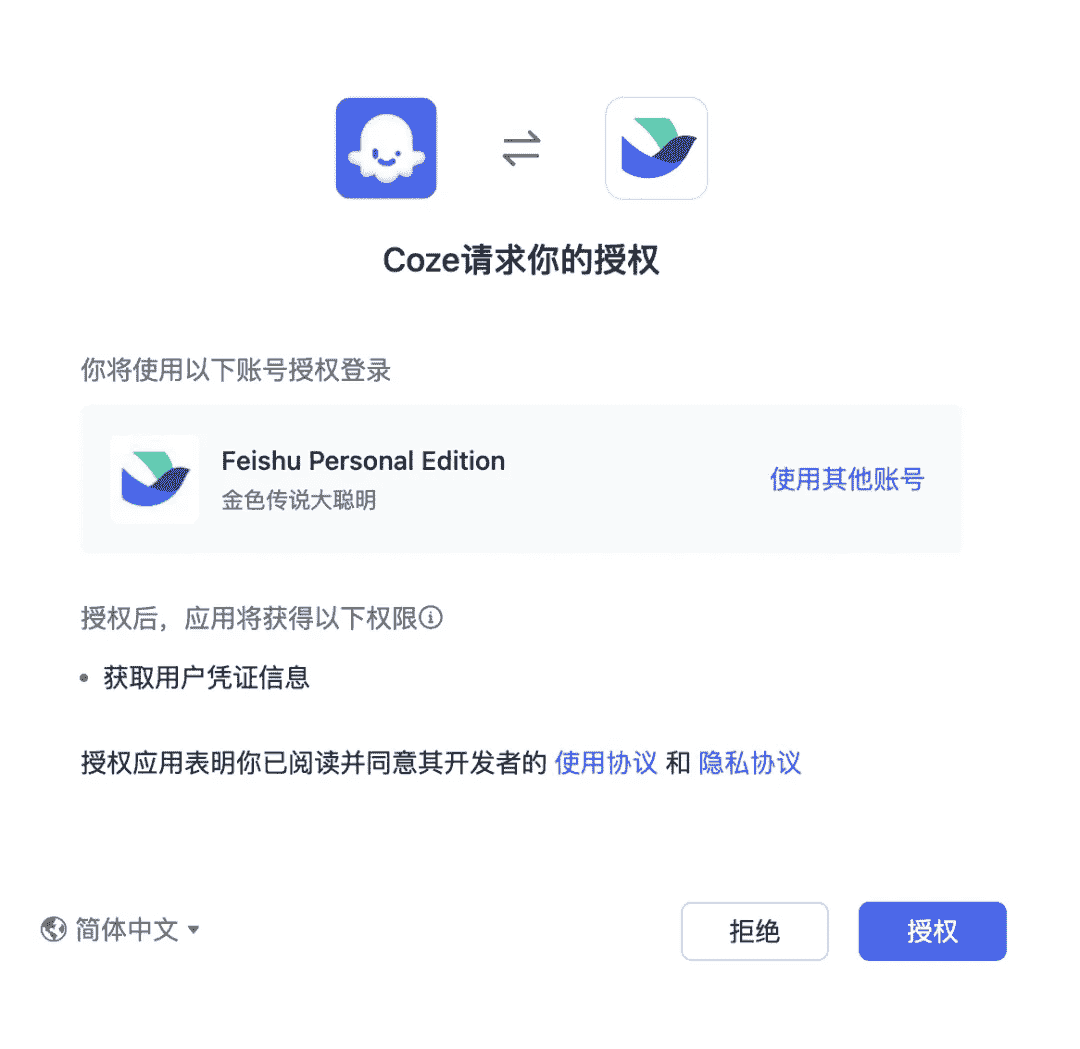 Coze请求你的授权
你将使用以下账号授权登录
Feishu Personal Edition
金色传说大聪明
使用其他账号
授权后，应用将获得以下权限
• 获取用户凭证信息
授权应用表明你已阅读并同意其开发者的 使用协议 和 隐私协议
简体中文
拒绝
授权